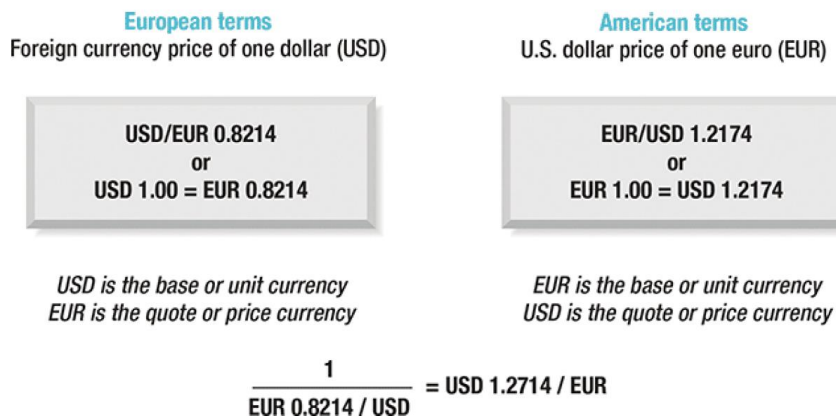 European terms
Foreign currency price of one dollar (USD)
USD/EUR 0.8214
or
USD 1.00 = EUR 0.8214
USD is the base or unit currency
EUR is the quote or price currency
American terms
U.S. dollar price of one euro (EUR)
EUR/USD 1.2174
or
EUR 1.00 = USD 1.2174
EUR is the base or unit currency
USD is the quote or price currency
1
EUR 0.8214 / USD
= USD 1.2714 / EUR